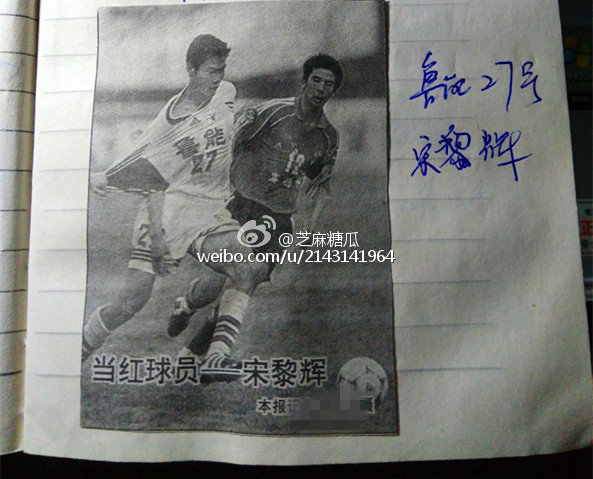 鲁能27号
宋黎辉
鲁能
27
18
@芝麻糖瓜
weibo.com/u/2143141964
当红球员——宋黎辉
本报 摄